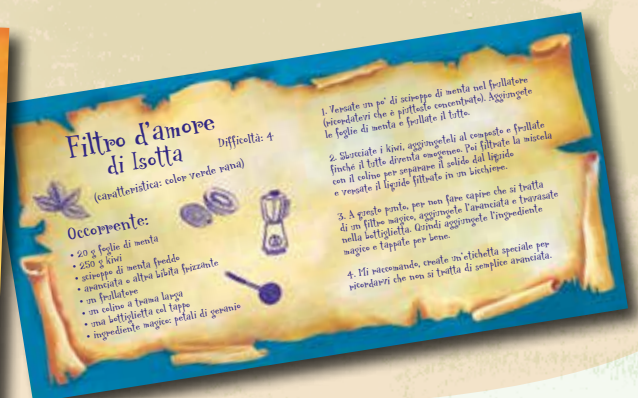 Filtro d'amore
di Isotta
Difficoltà: 4
(caratteristica: color verde rana)
Occorrente:
• 20 g foglie di menta
• 250 g kiwi
• sciroppo di menta freddo
• aranciata o altra bibita frizzante
• un frullatore
• un colino a trama larga
• una bottiglietta col tappo
• ingrediente magico: petali di geranio
1. Versate un po' di sciroppo di menta nel frullatore
(ricordatevi che è piuttosto concentrato). Aggiungete
le foglie di menta e frullate il tutto.
2. Sbucciate i kiwi, aggiungeteli al composto e frullate
finché il tutto diventa omogeneo. Poi filtrate la miscela
con il colino per separare il solido dal liquido
e versate il liquido filtrato in un bicchiere.
3. A questo punto, per non fare capire che si tratta
di un filtro magico, aggiungete l'aranciata e travasate
nella bottiglietta. Quindi aggiungete l'ingrediente
magico e tappate per bene.
4. Mi raccomando, create un'etichetta speciale per
ricordarvi che non si tratta di semplice aranciata.